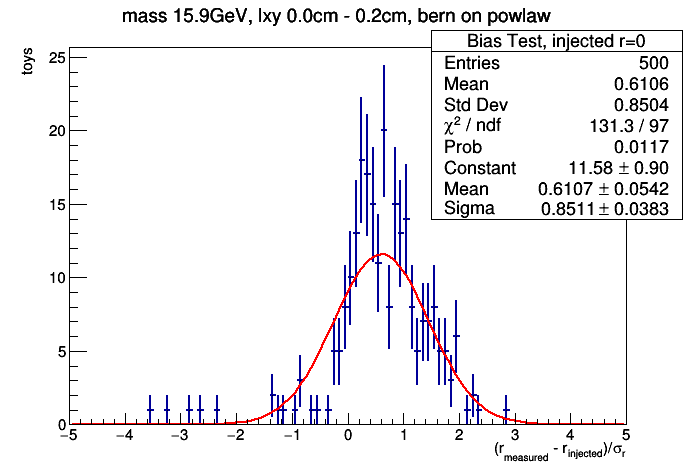 mass 15.9GeV, lxy 0.0cm - 0.2cm, bern on powlaw
Bias Test, injected r=0
Entries 500
Mean 0.6106
Std Dev 0.8504
χ² / ndf 131.3 / 97
Prob 0.0117
Constant 11.58 ± 0.90
Mean 0.6107 ± 0.0542
Sigma 0.8511 ± 0.0383
toys
25
20
15
10
5
0
−5 −4 −3 −2 −1 0 1 2 3 4 5
(r_measured - r_injected)/σ_r